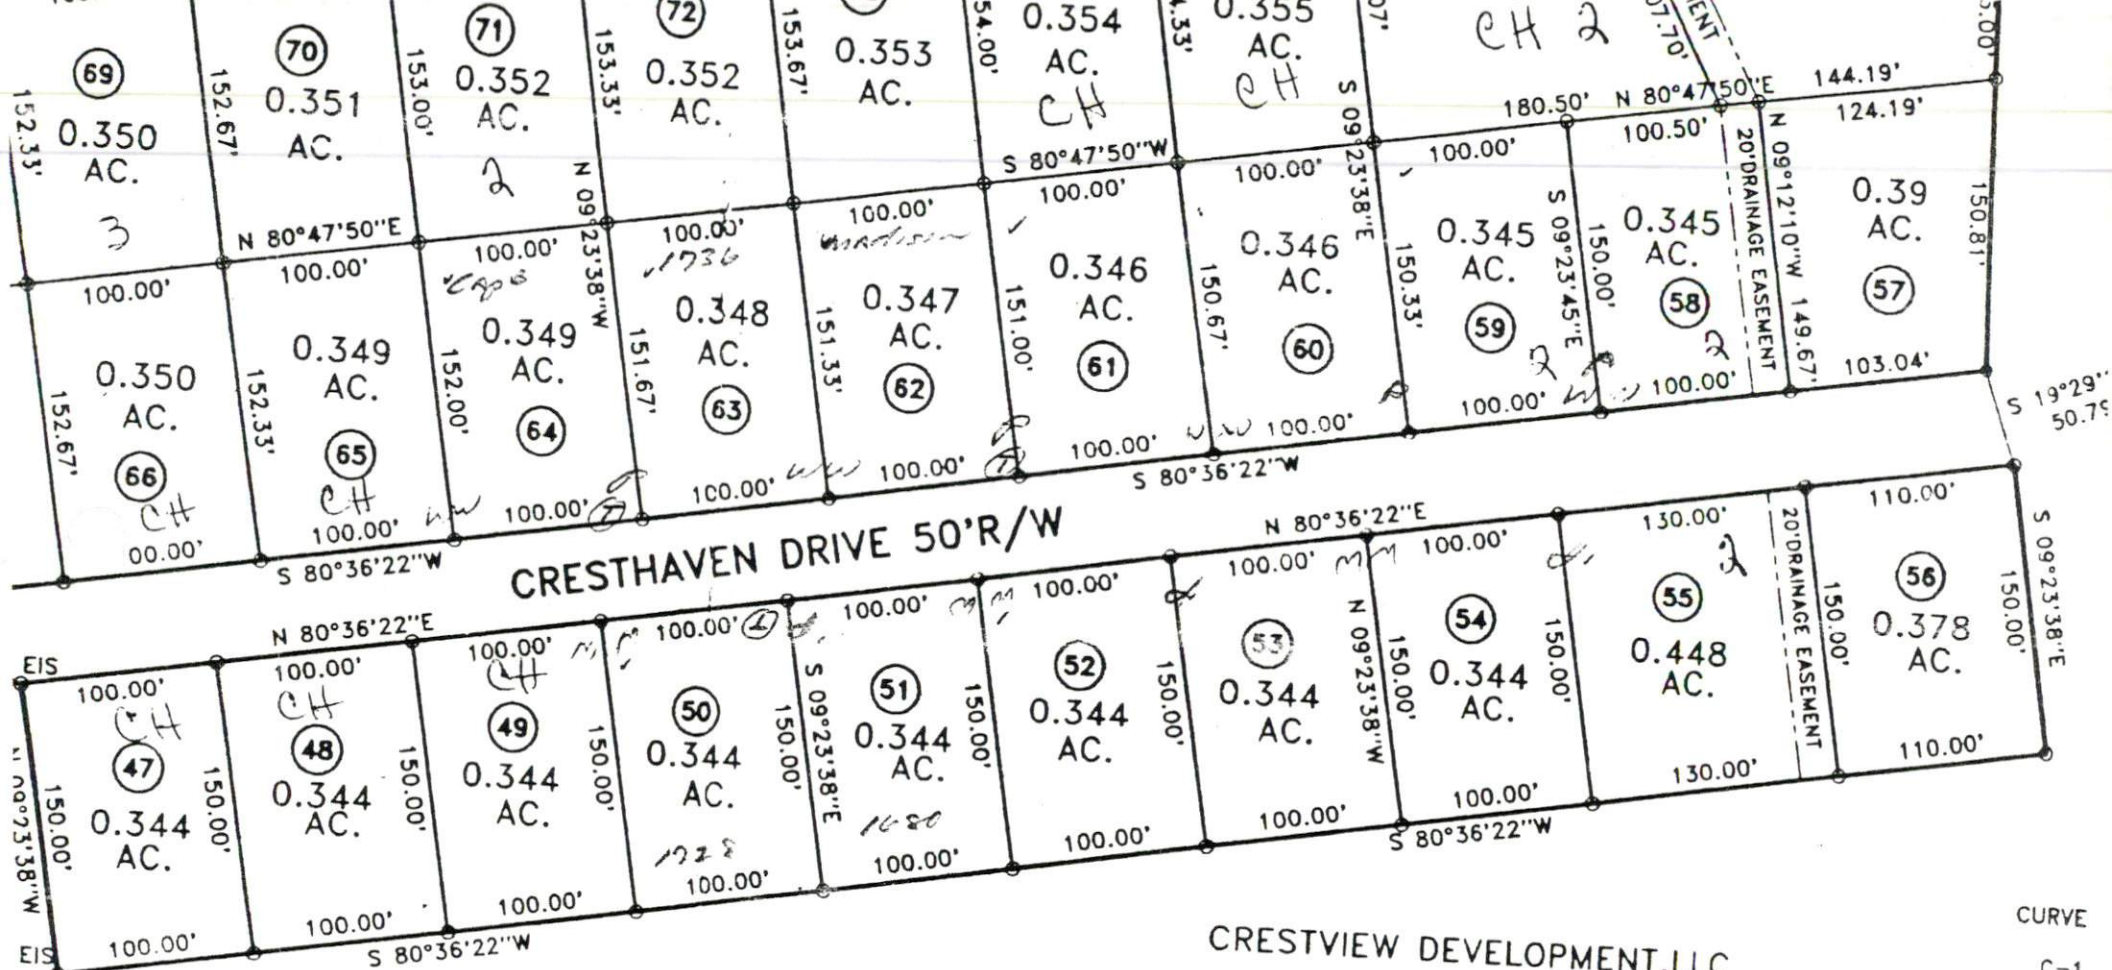 69
0.350
AC.
3
152.33'
70
0.351
AC.
152.67'
71
0.352
AC.
2
153.00'
72
0.352
AC.
153.33'
0.353
AC.
153.67'
0.354
AC.
CH
0.355
AC.
CH
CH 2
180.50'
N 80°47'50"E
144.19'
N 80°47'50"E
S 80°47'50"W
N 09°23'38"W
S 09°23'38"E
100.00'
0.350
AC.
66
CH
152.67'
100.00'
0.349
AC.
65
CH
100.00'
152.33'
100.00'
0.349
AC.
64
100.00'
152.00'
100.00'
1736
0.348
AC.
63
100.00'
151.67'
100.00'
madison
0.347
AC.
62
100.00'
151.33'
100.00'
0.346
AC.
61
100.00'
151.00'
100.00'
0.346
AC.
60
100.00'
150.67'
100.00'
0.345
AC.
59
2
100.00'
150.33'
S 09°23'45"E
100.50'
0.345
AC.
58
2
100.00'
150.00'
20'DRAINAGE EASEMENT
N 09°12'10"W 149.67'
124.19'
0.39
AC.
57
103.04'
150.81'
S 19°29'
S 80°36'22"W
S 80°36'22"W
CRESTHAVEN DRIVE 50'R/W
N 80°36'22"E
N 80°36'22"E
EIS
100.00'
CH
47
0.344
AC.
100.00'
150.00'
EIS
100.00'
CH
48
0.344
AC.
100.00'
150.00'
100.00'
CH
49
0.344
AC.
100.00'
150.00'
100.00'
50
0.344
AC.
1728
100.00'
150.00'
S 09°23'38"E
100.00'
51
0.344
AC.
1680
100.00'
150.00'
100.00'
52
0.344
AC.
100.00'
150.00'
100.00'
53
0.344
AC.
100.00'
150.00'
N 09°23'38"W
100.00'
54
0.344
AC.
100.00'
150.00'
130.00'
2
55
0.448
AC.
130.00'
150.00'
20'DRAINAGE EASEMENT
110.00'
56
0.378
AC.
110.00'
150.00'
150.00'
S 09°23'38"E
S 80°36'22"W
S 80°36'22"W
CURVE
CRESTVIEW DEVELOPMENT,LLC